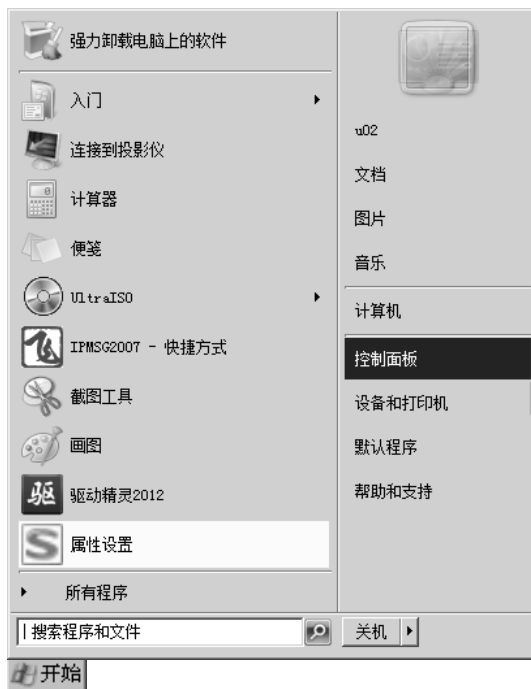 强力卸载电脑上的软件
入门
连接到投影仪
计算器
便笺
UltraISO
IPMSG2007 - 快捷方式
截图工具
画图
驱动精灵2012
属性设置
所有程序
搜索程序和文件
开始
u02
文档
图片
音乐
计算机
控制面板
设备和打印机
默认程序
帮助和支持
关机